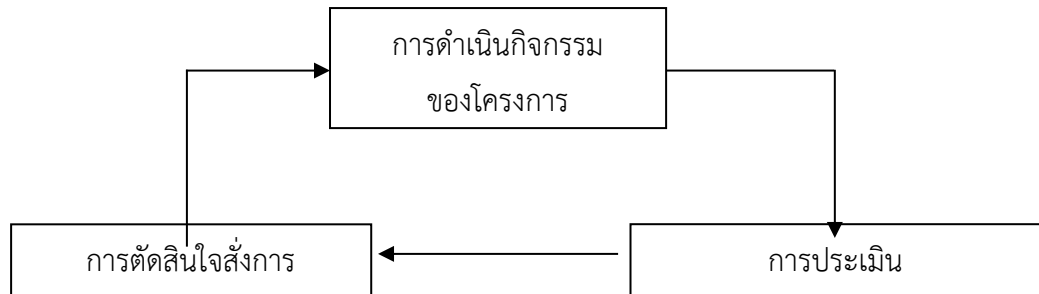 การดำเนินกิจกรรม
ของโครงการ
การตัดสินใจสั่งการ
การประเมิน